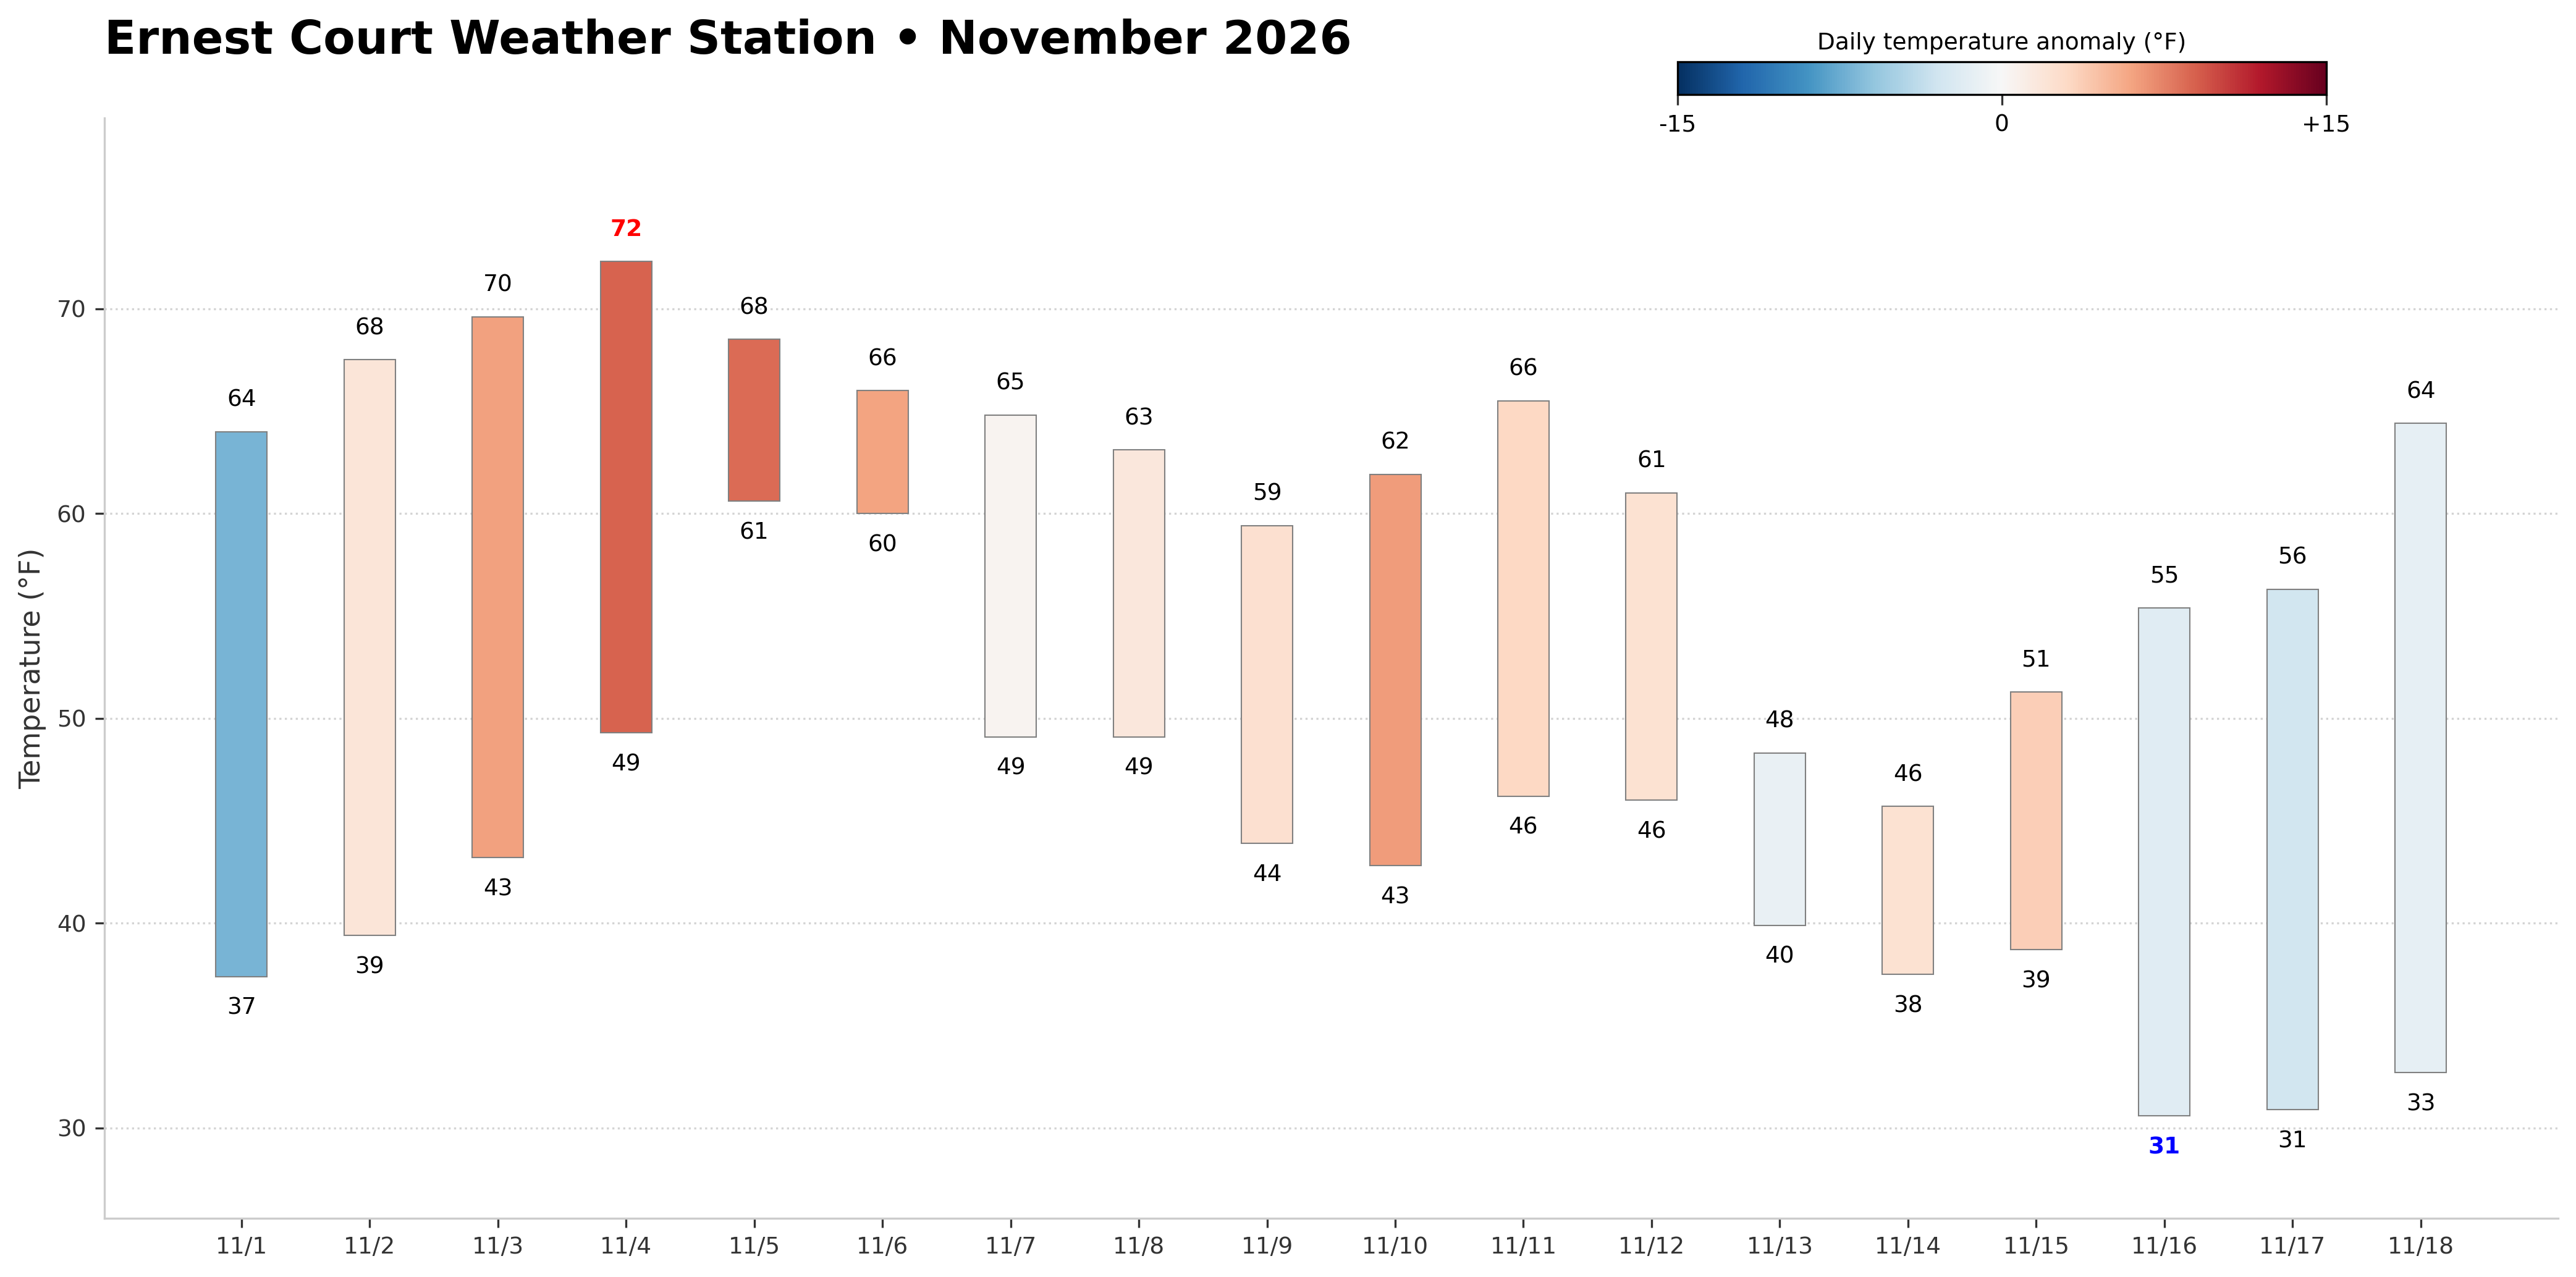 Ernest Court Weather Station • November 2026
Daily temperature anomaly (°F)
-15 0 +15
Temperature (°F)
70
60
50
40
30
64 68 70 72 68 66 65 63 59 62 66 61 48 46 51 55 56 64
37 39 43 49 61 60 49 49 44 43 46 46 40 38 39 31 31 33
11/1 11/2 11/3 11/4 11/5 11/6 11/7 11/8 11/9 11/10 11/11 11/12 11/13 11/14 11/15 11/16 11/17 11/18